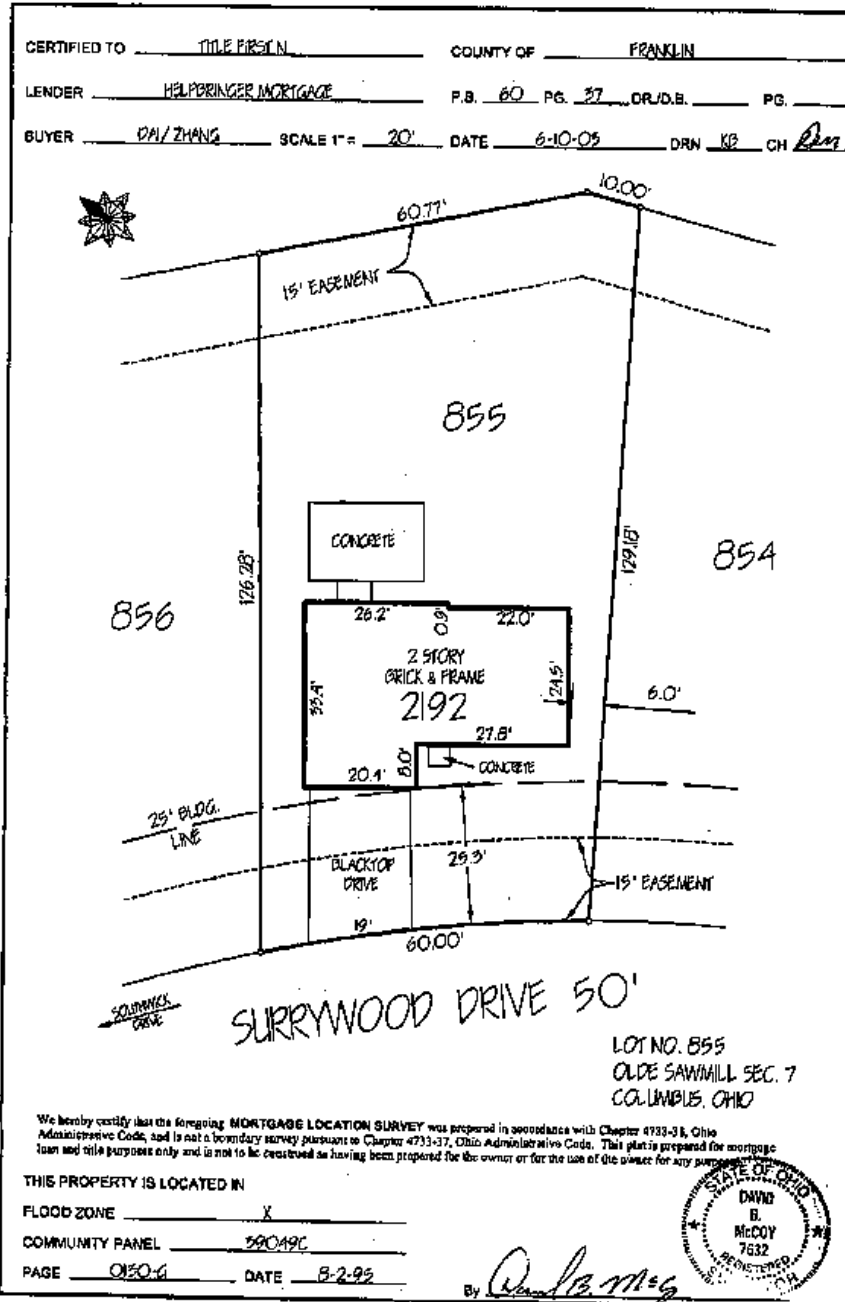 CERTIFIED TO TITLE FIRST N. COUNTY OF FRANKLIN
LENDER HELPBRINGER MORTGAGE P.B. 60 PG. 37 OR./D.B. PG.
BUYER DAI/ZHANG SCALE 1"= 20' DATE 6-10-05 DRN KB CH
10.00'
60.77'
15' EASEMENT
855
CONCRETE
126.28'
129.18'
854
856
26.2'
0.9'
22.0'
2 STORY
BRICK & FRAME
2192
33.4'
24.5'
6.0'
27.8'
8.0'
CONCRETE
20.4'
25' BLDG.
LINE
BLACKTOP
DRIVE
25.3'
15' EASEMENT
19'
60.00'
SOUTHWICK
DRIVE
SURRYWOOD DRIVE 50'
LOT NO. 855
OLDE SAWMILL SEC. 7
COLUMBUS, OHIO
We hereby certify that the foregoing MORTGAGE LOCATION SURVEY was prepared in accordance with Chapter 4733-38, Ohio
Administrative Code, and is not a boundary survey pursuant to Chapter 4733-37, Ohio Administrative Code. This plat is prepared for mortgage
loan and title purposes only and is not to be construed as having been prepared for the owner or for the use of the owner for any purpose
THIS PROPERTY IS LOCATED IN
FLOOD ZONE X
COMMUNITY PANEL 39049C
PAGE 0130-G DATE 8-2-95
By David B. McCoy
STATE OF OHIO
DAVID
B.
McCOY
7632
REGISTERED